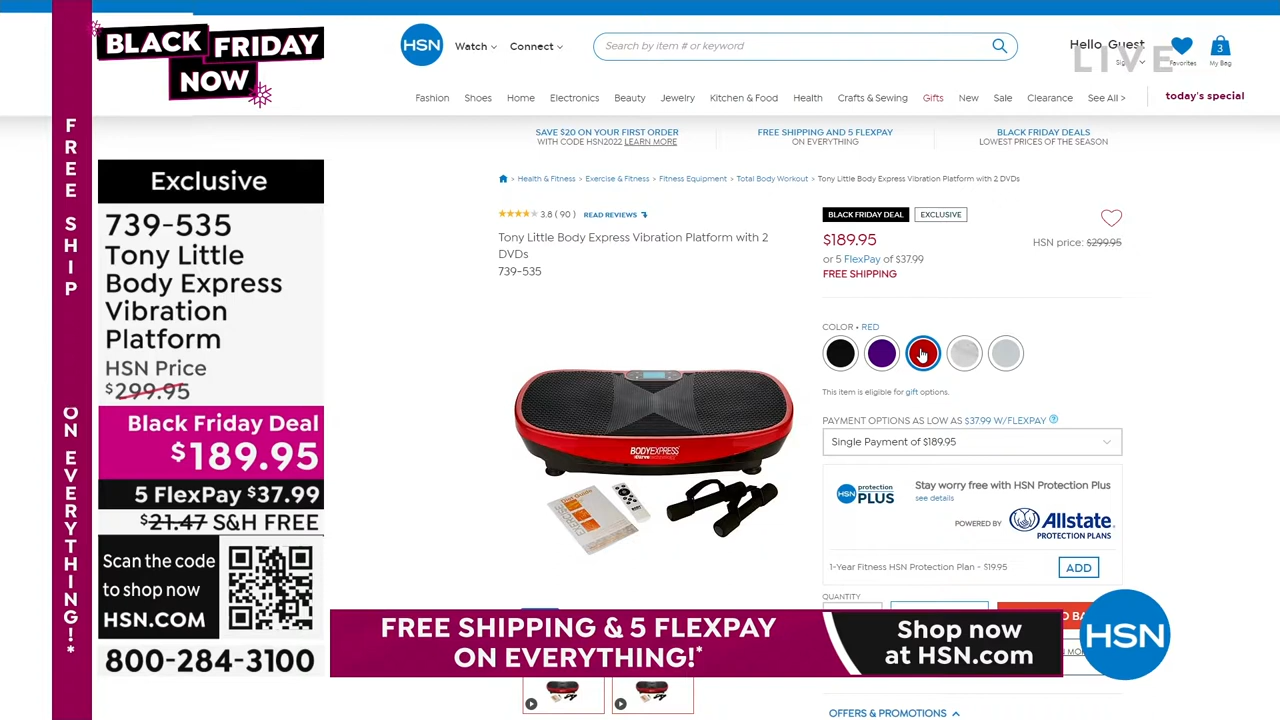 BLACK FRIDAY
NOW
FREE SHIP
ON EVERYTHING!*
Exclusive
739-535
Tony Little
Body Express
Vibration
Platform
HSN Price
$299.95
Black Friday Deal
$189.95
5 FlexPay $37.99
$21.47 S&H FREE
Scan the code
to shop now
HSN.COM
800-284-3100
HSN
Watch
Connect
Search by item # or keyword
Hello, Guest
LIVE
Favorites
3
My Bag
Fashion Shoes Home Electronics Beauty Jewelry Kitchen & Food Health Crafts & Sewing Gifts New Sale Clearance See All >
today's special
SAVE $20 ON YOUR FIRST ORDER
WITH CODE HSN2022 LEARN MORE
FREE SHIPPING AND 5 FLEXPAY
ON EVERYTHING
BLACK FRIDAY DEALS
LOWEST PRICES OF THE SEASON
> Health & Fitness > Exercise & Fitness > Fitness Equipment > Total Body Workout > Tony Little Body Express Vibration Platform with 2 DVDs
3.8 ( 90 ) READ REVIEWS
Tony Little Body Express Vibration Platform with 2
DVDs
739-535
BODYEXPRESS
BLACK FRIDAY DEAL
EXCLUSIVE
$189.95
HSN price: $299.95
or 5 FlexPay of $37.99
FREE SHIPPING
COLOR • RED
This item is eligible for gift options.
PAYMENT OPTIONS AS LOW AS $37.99 W/FLEXPAY
Single Payment of $189.95
HSN protection PLUS
Stay worry free with HSN Protection Plus
see details
POWERED BY
Allstate.
PROTECTION PLANS
1-Year Fitness HSN Protection Plan - $19.95
ADD
QUANTITY
FREE SHIPPING & 5 FLEXPAY
ON EVERYTHING!*
Shop now
at HSN.com
HSN
OFFERS & PROMOTIONS